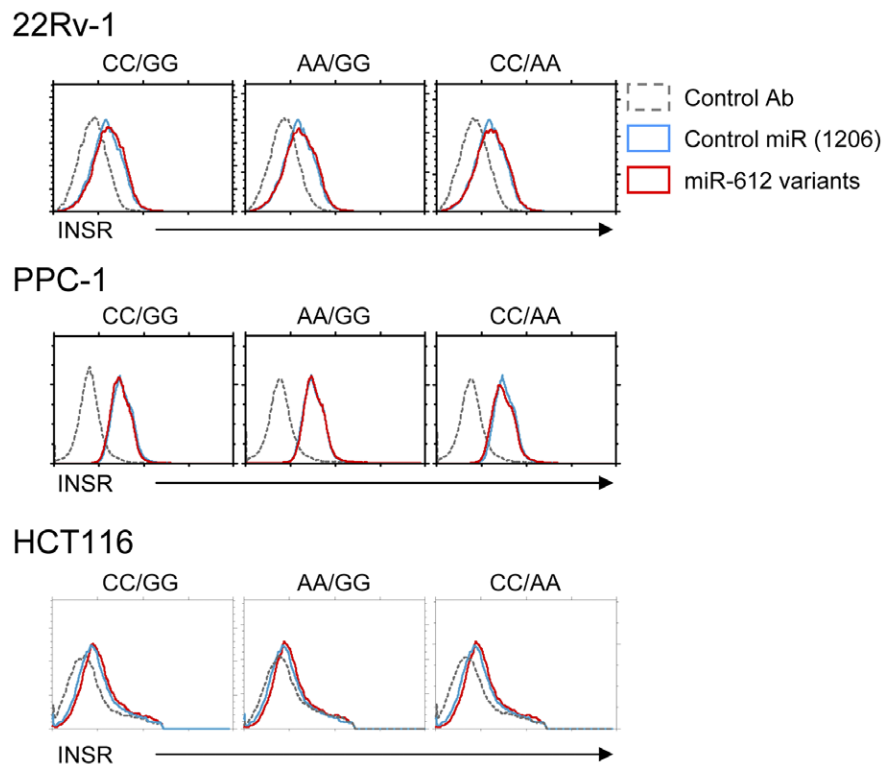 22Rv-1
CC/GG AA/GG CC/AA
Control Ab
Control miR (1206)
miR-612 variants
INSR
PPC-1
CC/GG AA/GG CC/AA
INSR
HCT116
CC/GG AA/GG CC/AA
INSR